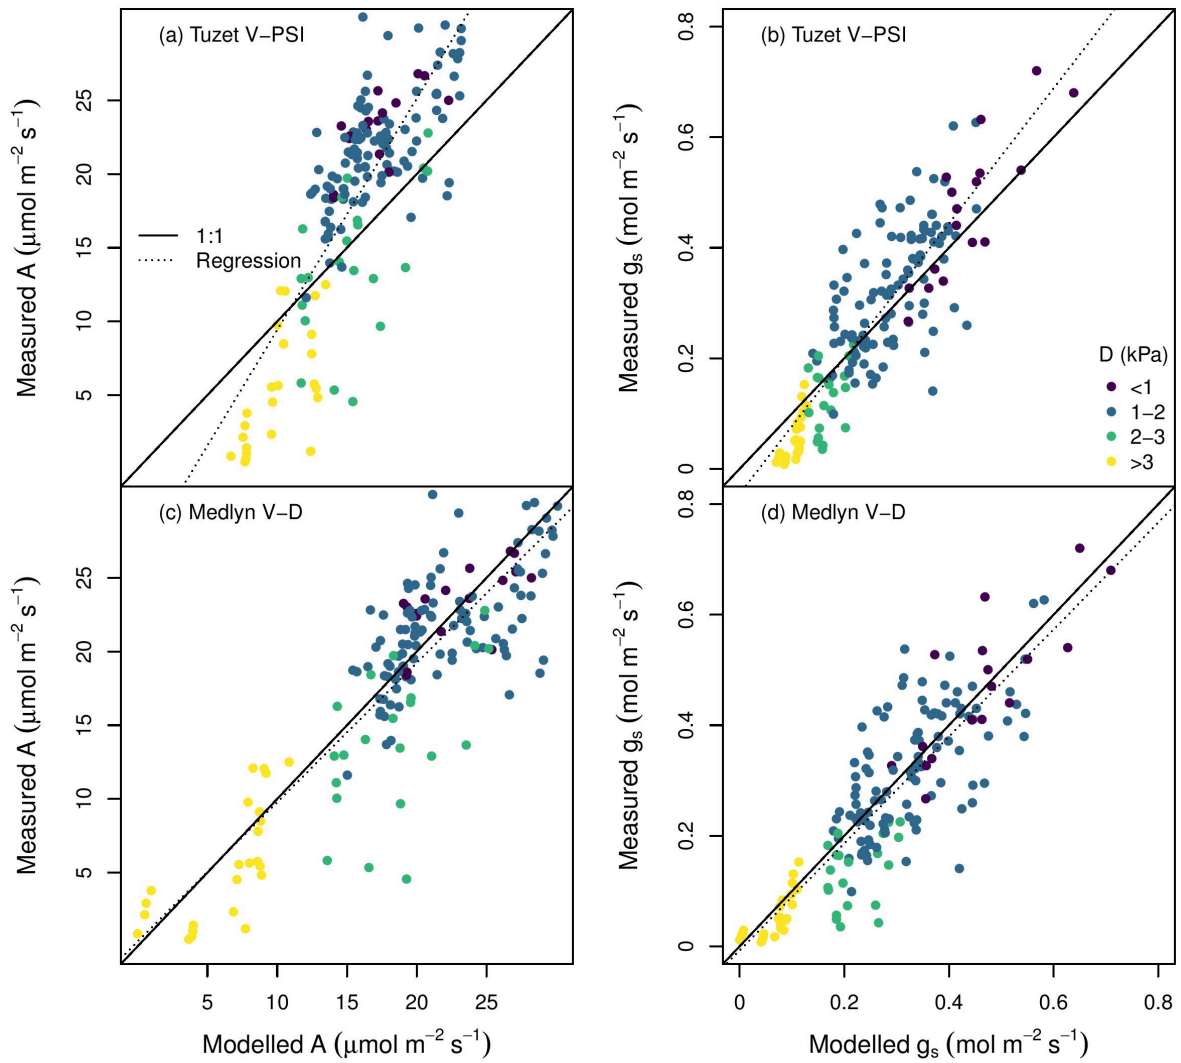 (a) Tuzet V−PSI
Measured A (μmol m−2 s−1)
25
20
15
10
5
1:1
Regression
(b) Tuzet V−PSI
Measured gs (mol m−2 s−1)
0.8
0.6
0.4
0.2
0
D (kPa)
<1
1−2
2−3
>3
(c) Medlyn V−D
Measured A (μmol m−2 s−1)
25
20
15
10
5
5 10 15 20 25
Modelled A (μmol m−2 s−1)
(d) Medlyn V−D
Measured gs (mol m−2 s−1)
0.8
0.6
0.4
0.2
0
0 0.2 0.4 0.6 0.8
Modelled gs (mol m−2 s−1)